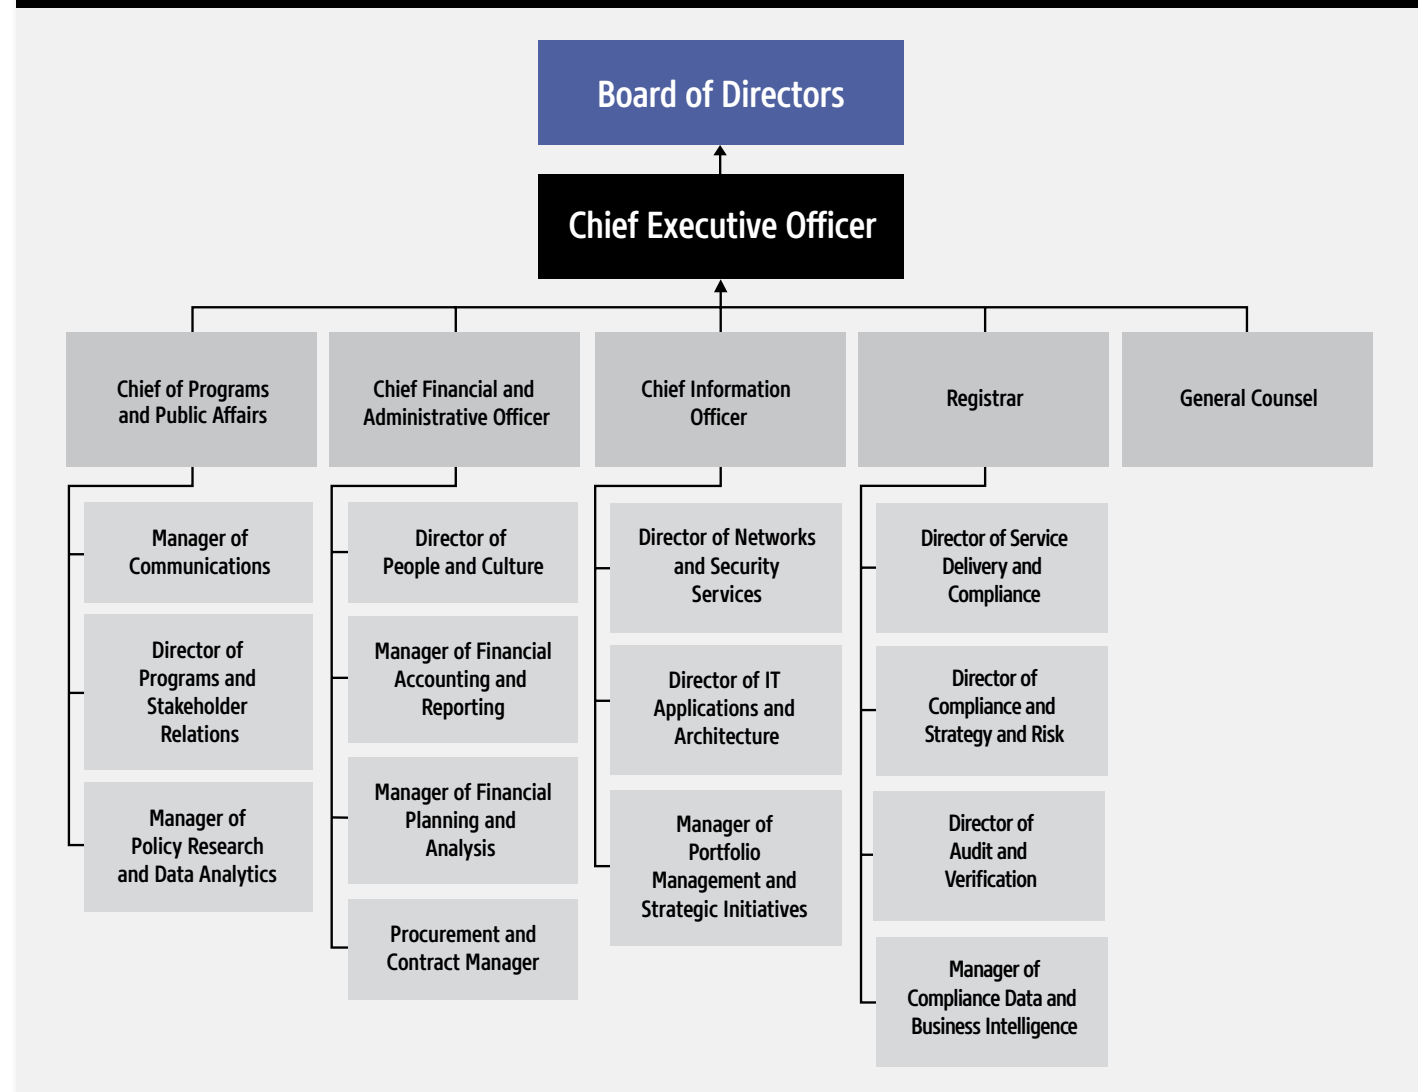 Board of Directors
Chief Executive Officer
Chief of Programs
and Public Affairs
Chief Financial and
Administrative Officer
Chief Information
Officer
Registrar
General Counsel
Manager of
Communications
Director of
Programs and
Stakeholder
Relations
Manager of
Policy Research
and Data Analytics
Director of
People and Culture
Manager of Financial
Accounting and
Reporting
Manager of Financial
Planning and
Analysis
Procurement and
Contract Manager
Director of Networks
and Security
Services
Director of IT
Applications and
Architecture
Manager of
Portfolio
Management and
Strategic Initiatives
Director of Service
Delivery and
Compliance
Director of
Compliance and
Strategy and Risk
Director of
Audit and
Verification
Manager of
Compliance Data and
Business Intelligence